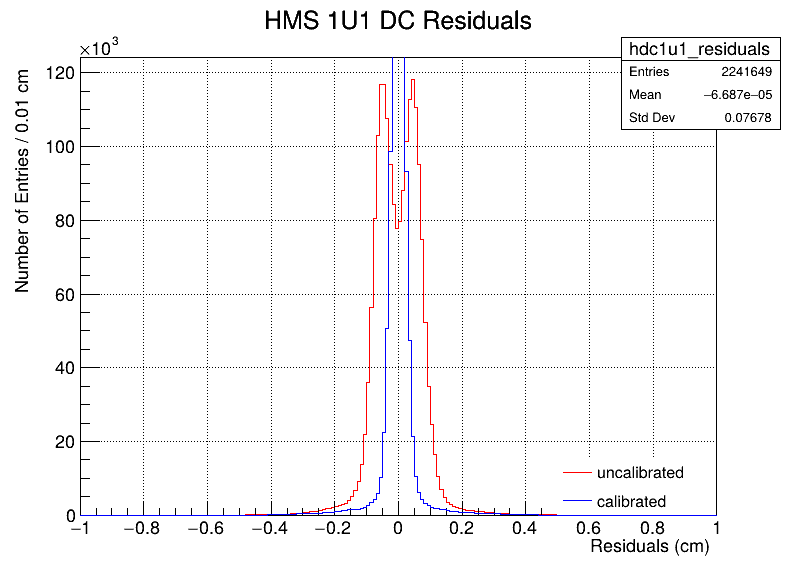 HMS 1U1 DC Residuals
×10³
hdc1u1_residuals
Entries 2241649
Mean −6.687e−05
Std Dev 0.07678
Number of Entries / 0.01 cm
120
100
80
60
40
20
0
uncalibrated
calibrated
−1 −0.8 −0.6 −0.4 −0.2 0 0.2 0.4 0.6 0.8 1
Residuals (cm)